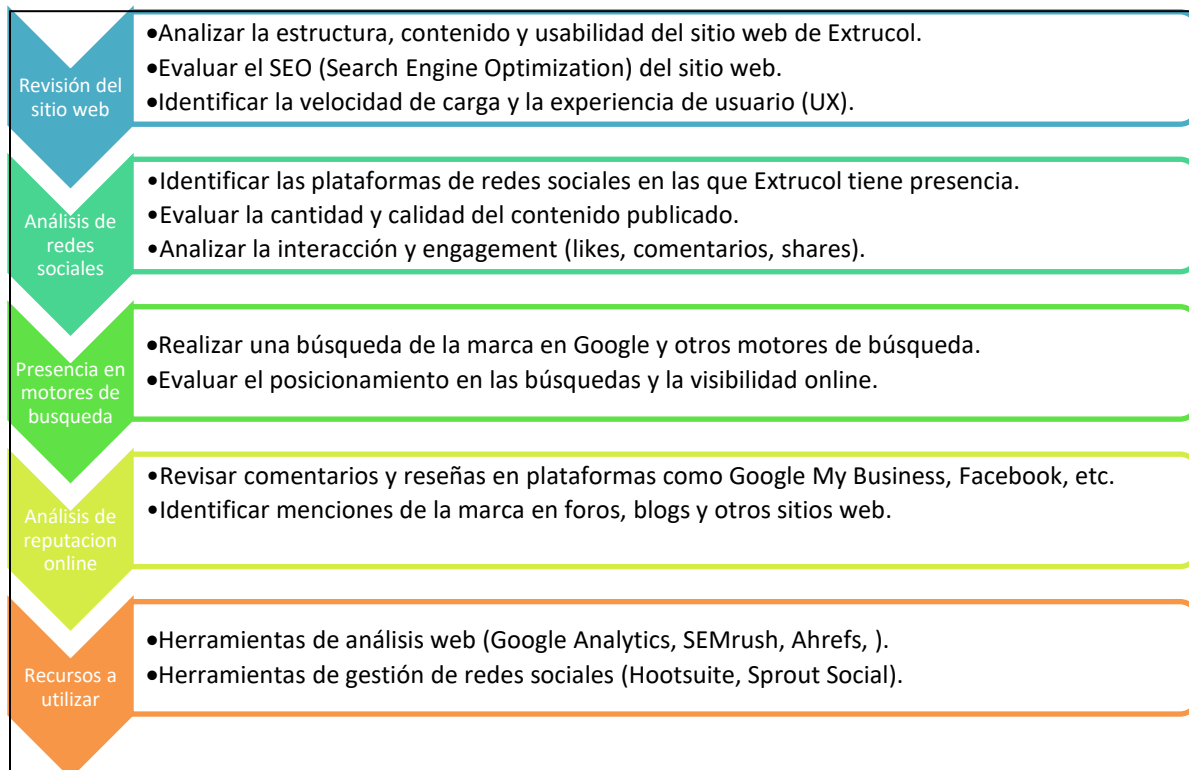 Revisión del
sitio web
•Analizar la estructura, contenido y usabilidad del sitio web de Extrucol.
•Evaluar el SEO (Search Engine Optimization) del sitio web.
•Identificar la velocidad de carga y la experiencia de usuario (UX).
Análisis de
redes
sociales
•Identificar las plataformas de redes sociales en las que Extrucol tiene presencia.
•Evaluar la cantidad y calidad del contenido publicado.
•Analizar la interacción y engagement (likes, comentarios, shares).
Presencia en
motores de
busqueda
•Realizar una búsqueda de la marca en Google y otros motores de búsqueda.
•Evaluar el posicionamiento en las búsquedas y la visibilidad online.
Análisis de
reputacion
online
•Revisar comentarios y reseñas en plataformas como Google My Business, Facebook, etc.
•Identificar menciones de la marca en foros, blogs y otros sitios web.
Recursos a
utilizar
•Herramientas de análisis web (Google Analytics, SEMrush, Ahrefs, ).
•Herramientas de gestión de redes sociales (Hootsuite, Sprout Social).